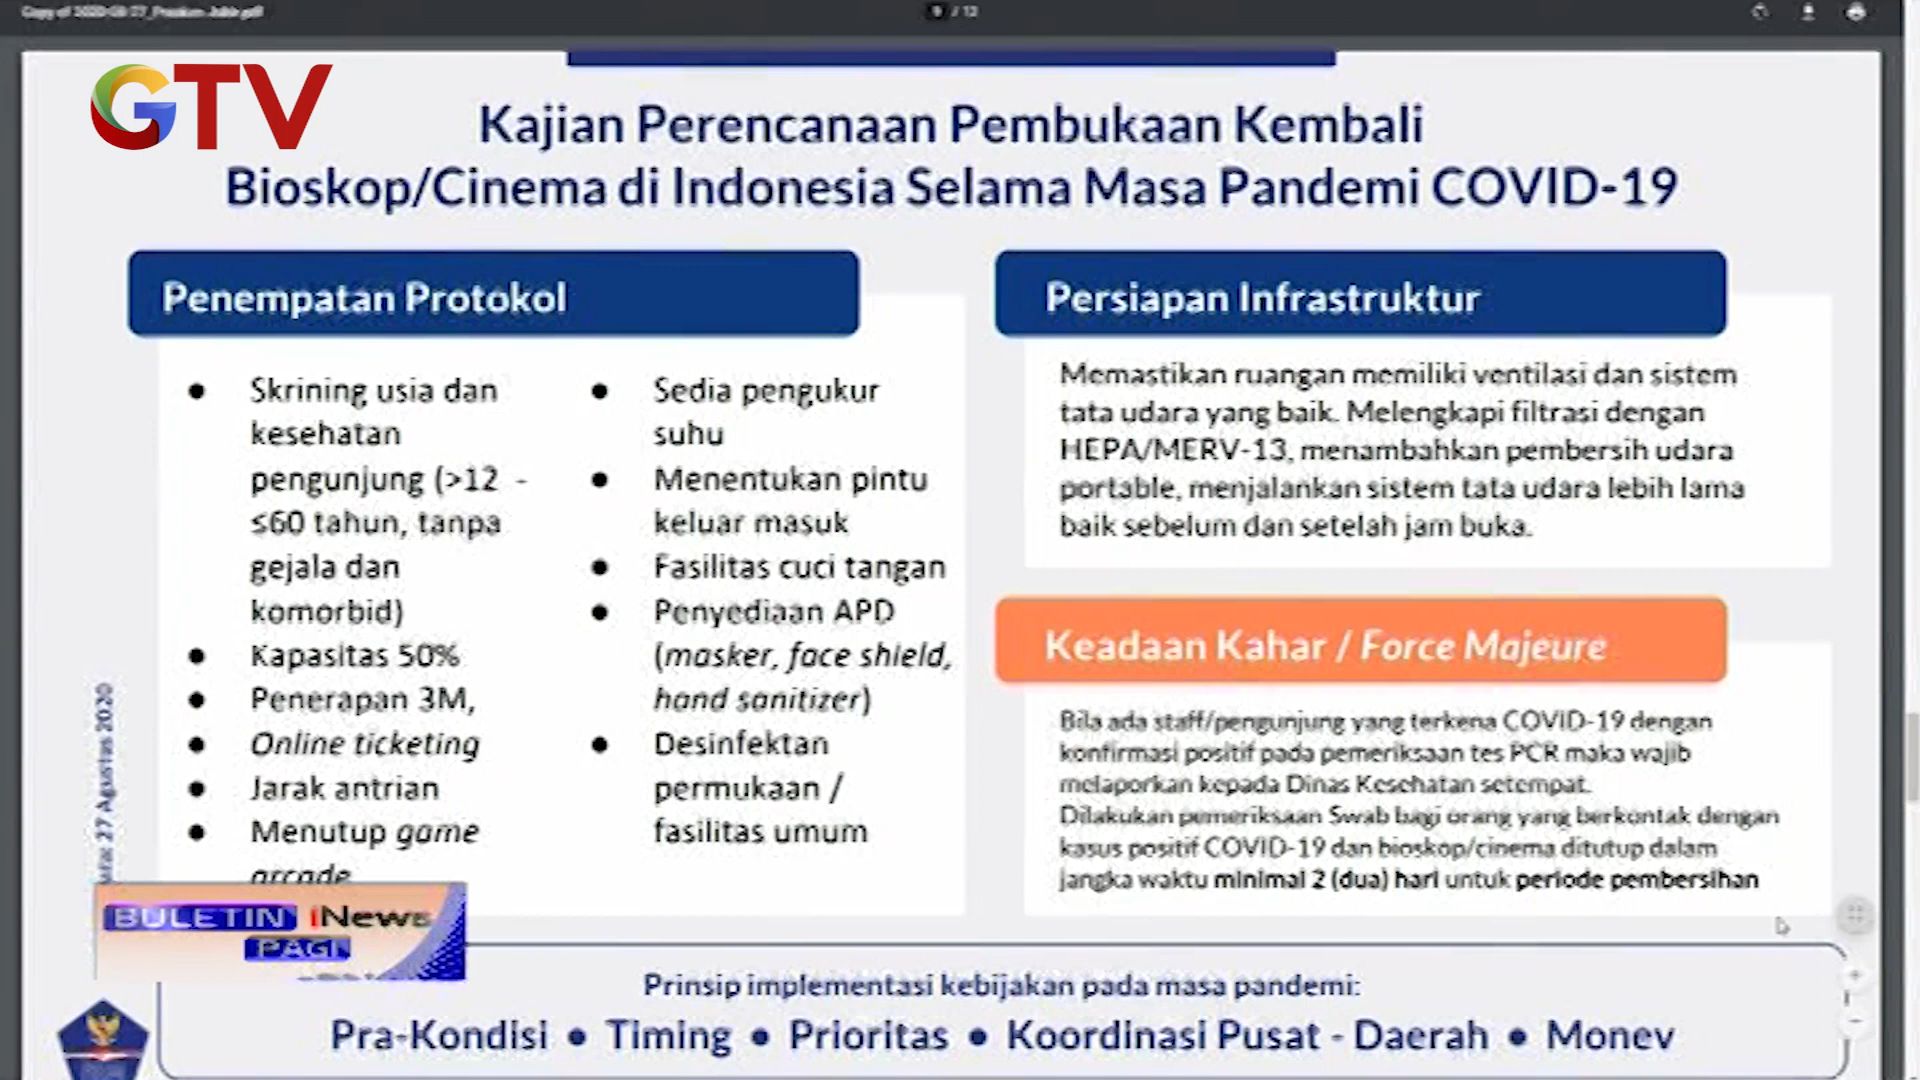 9 / 12
GTV
Kajian Perencanaan Pembukaan Kembali
Bioskop/Cinema di Indonesia Selama Masa Pandemi COVID-19
Penempatan Protokol
Skrining usia dan
kesehatan
pengunjung (>12 -
≤60 tahun, tanpa
gejala dan
komorbid)
Kapasitas 50%
Penerapan 3M,
Online ticketing
Jarak antrian
Menutup game
arcade
Sedia pengukur
suhu
Menentukan pintu
keluar masuk
Fasilitas cuci tangan
Penyediaan APD
(masker, face shield,
hand sanitizer)
Desinfektan
permukaan /
fasilitas umum
Persiapan Infrastruktur
Memastikan ruangan memiliki ventilasi dan sistem
tata udara yang baik. Melengkapi filtrasi dengan
HEPA/MERV-13, menambahkan pembersih udara
portable, menjalankan sistem tata udara lebih lama
baik sebelum dan setelah jam buka.
Keadaan Kahar / Force Majeure
Bila ada staff/pengunjung yang terkena COVID-19 dengan
konfirmasi positif pada pemeriksaan tes PCR maka wajib
melaporkan kepada Dinas Kesehatan setempat.
Dilakukan pemeriksaan Swab bagi orang yang berkontak dengan
kasus positif COVID-19 dan bioskop/cinema ditutup dalam
jangka waktu minimal 2 (dua) hari untuk periode pembersihan
27 Agustus 2020
BULETIN iNews
PAGI
Prinsip implementasi kebijakan pada masa pandemi:
Pra-Kondisi ● Timing ● Prioritas ● Koordinasi Pusat - Daerah ● Monev